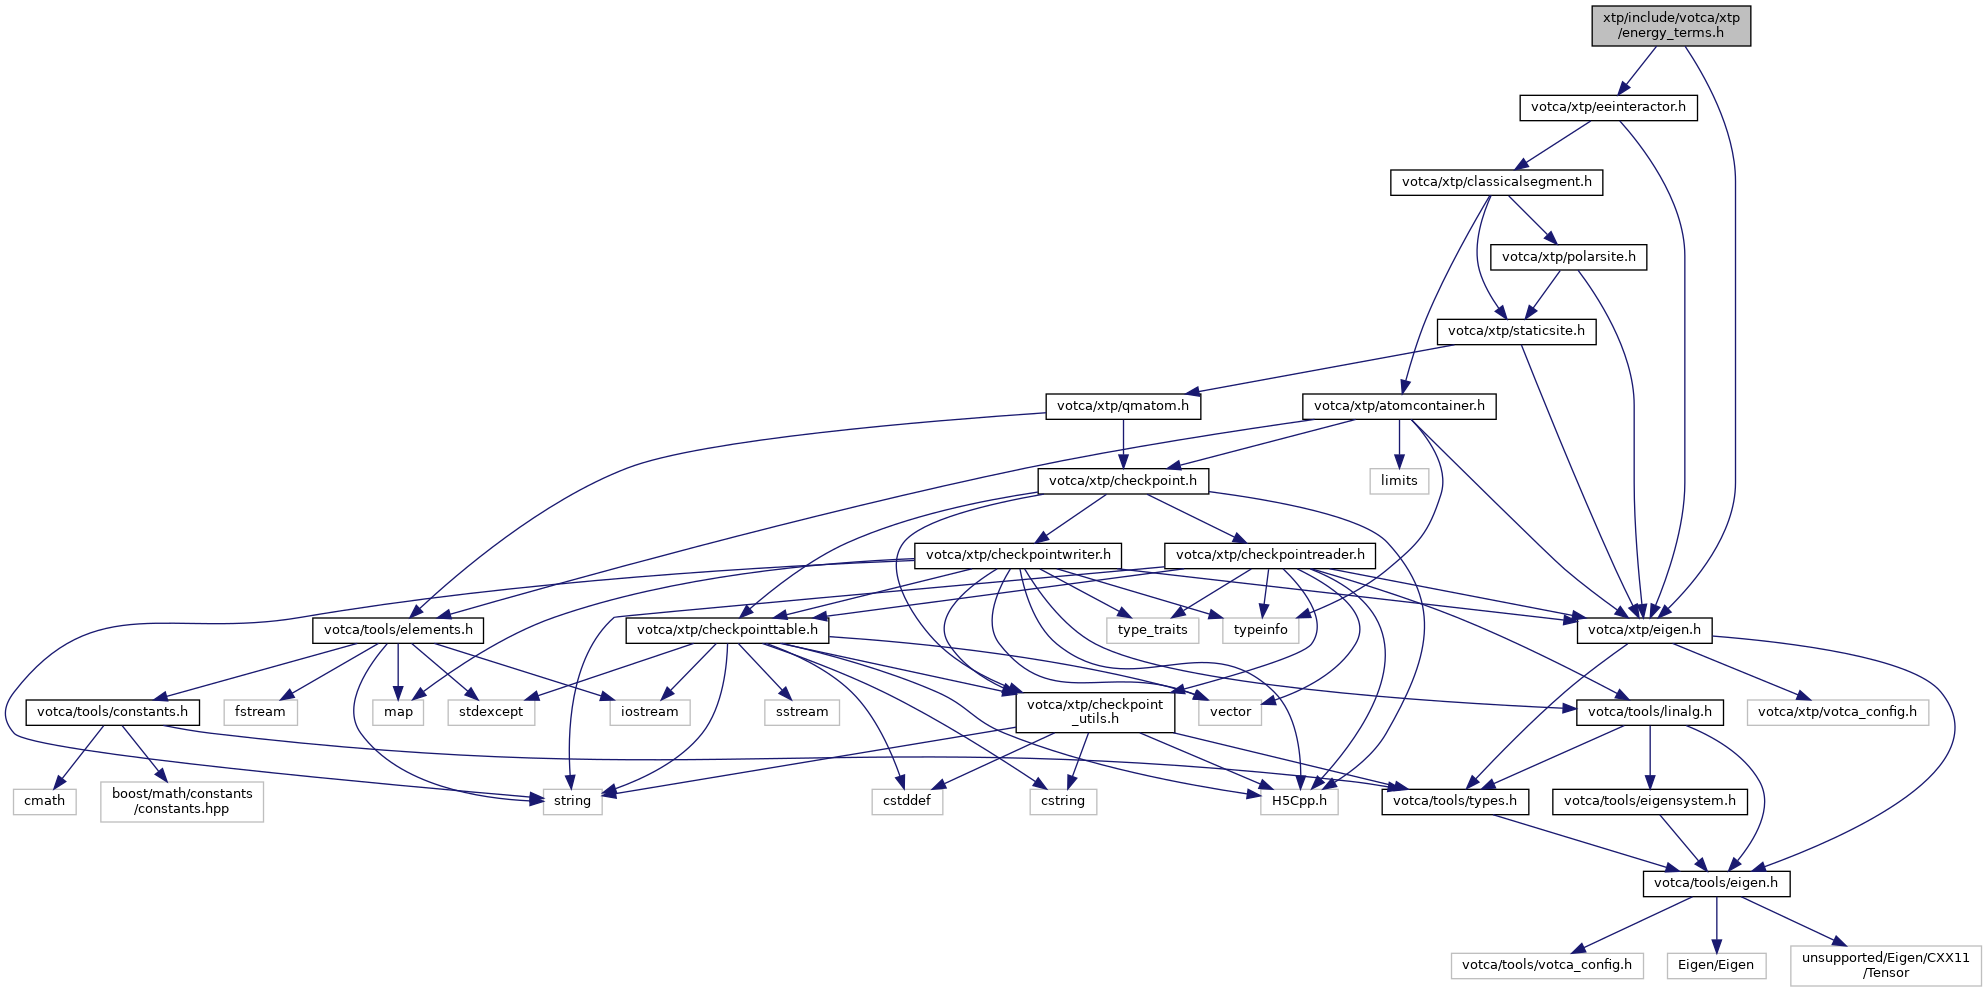 xtp/include/votca/xtp
/energy_terms.h
votca/xtp/eeinteractor.h
votca/xtp/classicalsegment.h
votca/xtp/polarsite.h
votca/xtp/staticsite.h
votca/xtp/qmatom.h
votca/xtp/atomcontainer.h
votca/xtp/checkpoint.h
limits
votca/xtp/checkpointwriter.h
votca/xtp/checkpointreader.h
votca/tools/elements.h
votca/xtp/checkpointtable.h
type_traits
typeinfo
votca/xtp/eigen.h
votca/tools/constants.h
fstream
map
stdexcept
iostream
sstream
votca/xtp/checkpoint
_utils.h
vector
votca/tools/linalg.h
votca/xtp/votca_config.h
cmath
boost/math/constants
/constants.hpp
string
cstddef
cstring
H5Cpp.h
votca/tools/types.h
votca/tools/eigensystem.h
votca/tools/eigen.h
votca/tools/votca_config.h
Eigen/Eigen
unsupported/Eigen/CXX11
/Tensor